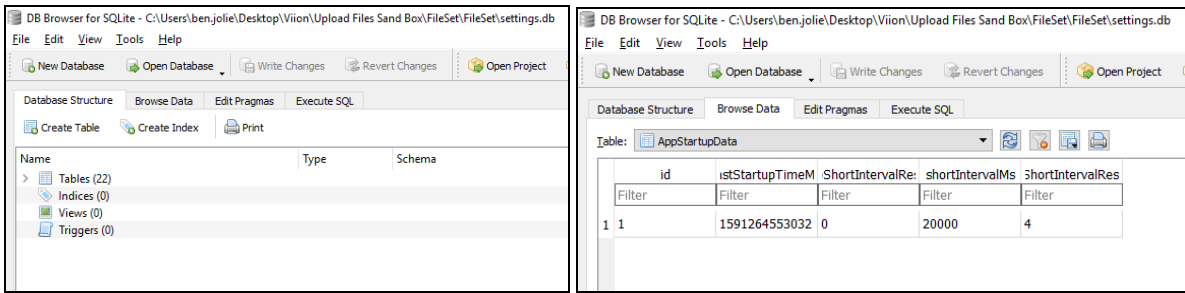 DB Browser for SQLite - C:\Users\ben.jolie\Desktop\Viion\Upload Files Sand Box\FileSet\FileSet\settings.db
File Edit View Tools Help
New Database Open Database Write Changes Revert Changes Open Project
Database Structure Browse Data Edit Pragmas Execute SQL
Create Table Create Index Print
Name Type Schema
Tables (22)
Indices (0)
Views (0)
Triggers (0)
DB Browser for SQLite - C:\Users\ben.jolie\Desktop\Viion\Upload Files Sand Box\FileSet\FileSet\settings.db
File Edit View Tools Help
New Database Open Database Write Changes Revert Changes Open Project
Database Structure Browse Data Edit Pragmas Execute SQL
Table: AppStartupData
id stStartupTimeM ShortIntervalRe shortIntervalMs ShortIntervalRes
Filter Filter Filter Filter Filter
1 1 1591264553032 0 20000 4